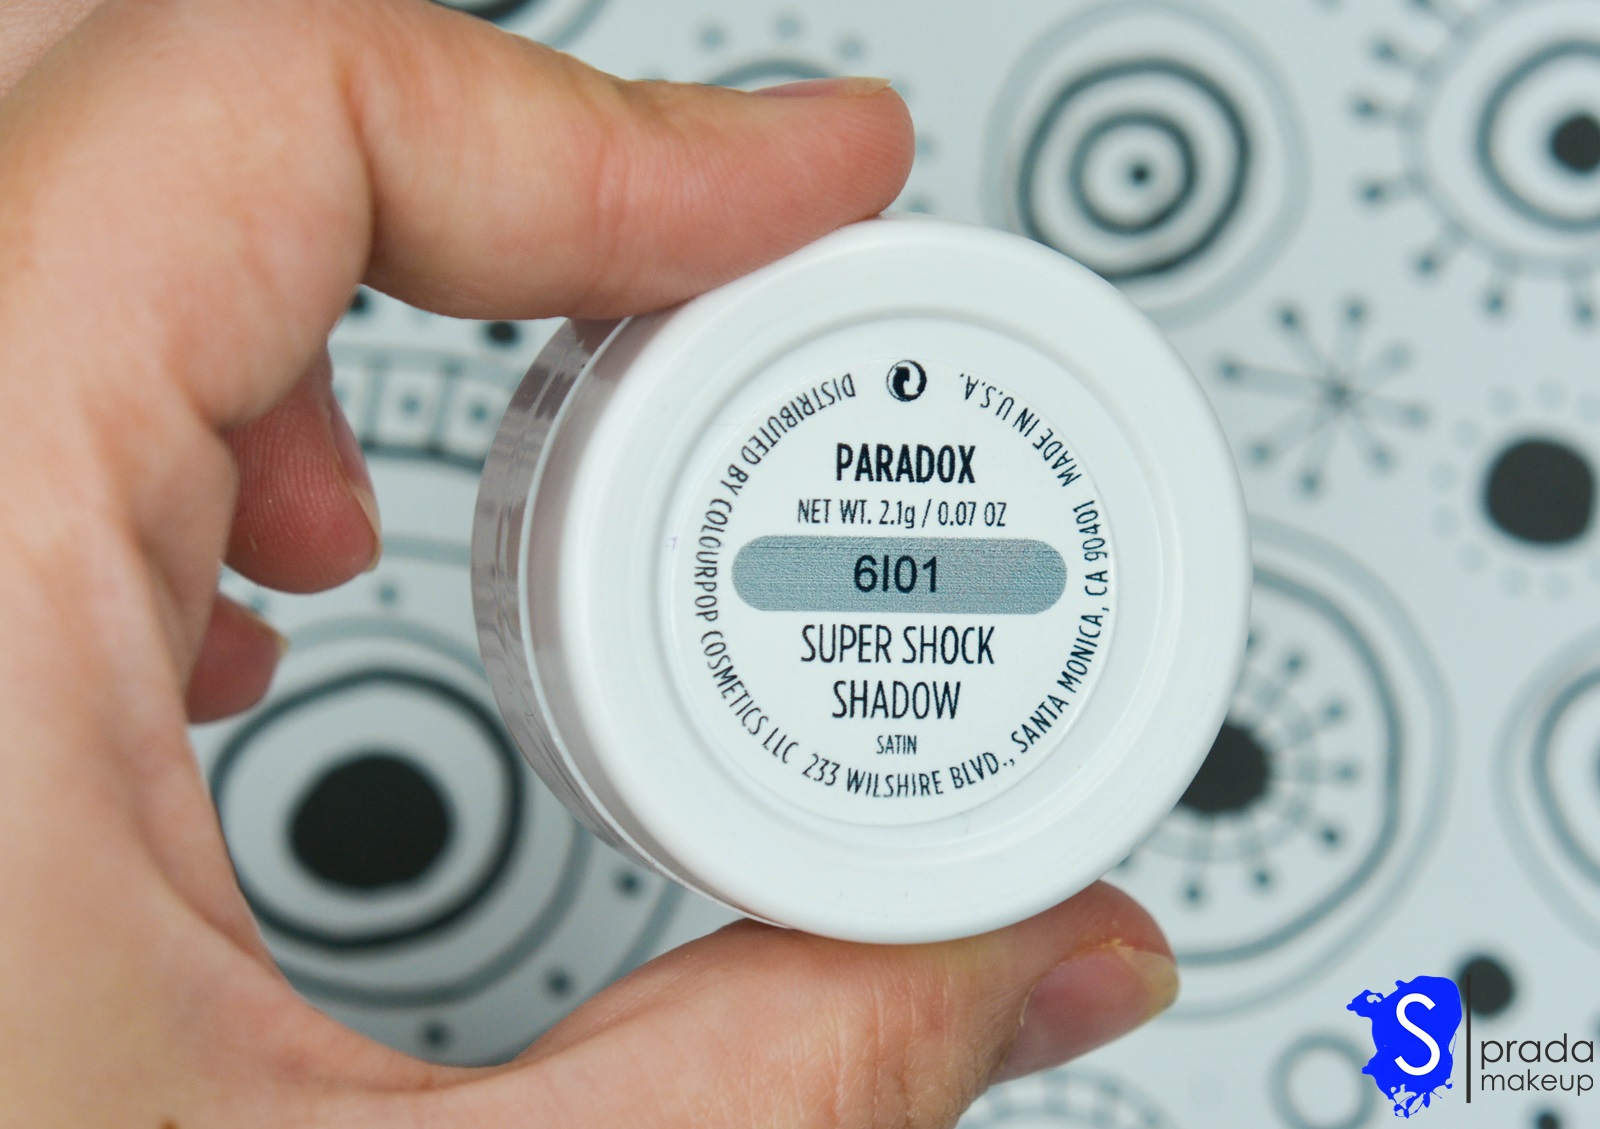 PARADOX
NET WT. 2.1g / 0.07 OZ
6I01
SUPER SHOCK
SHADOW
SATIN
DISTRIBUTED BY COLOURPOP COSMETICS LLC 233 WILSHIRE BLVD., SANTA MONICA, CA 90401 MADE IN U.S.A.
S
prada
makeup